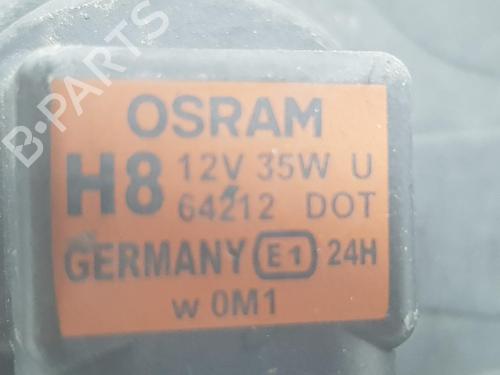 B-PARTS
OSRAM
H8 12V 35W U
64212 DOT
GERMANY E1 24H
w 0M1